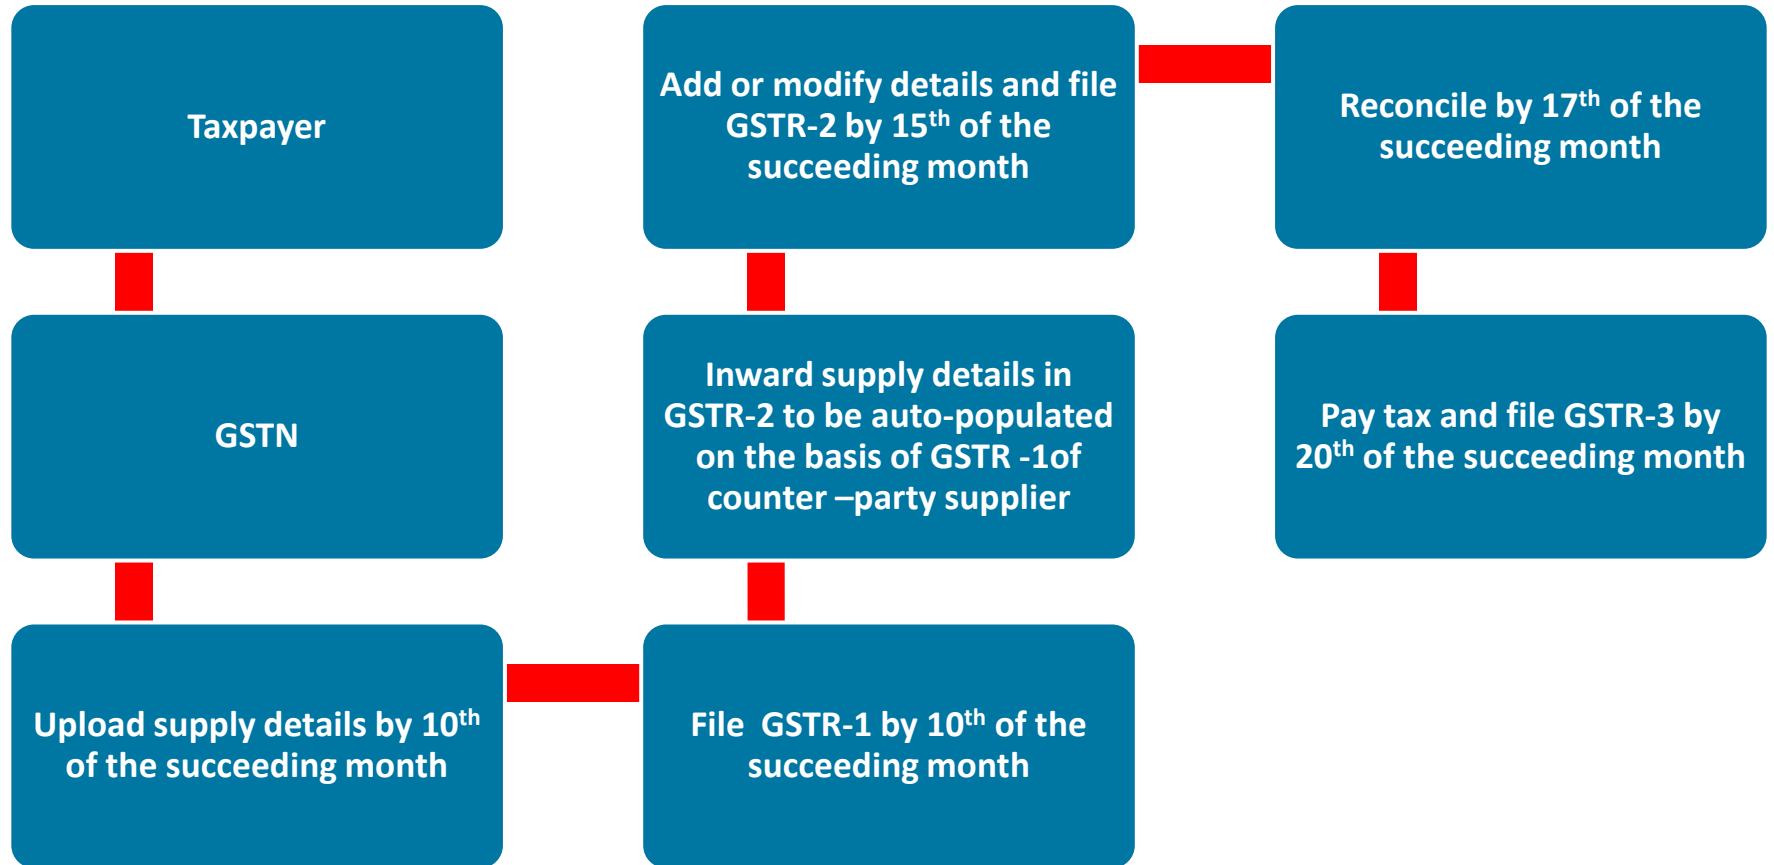 Taxpayer
GSTN
Upload supply details by 10th
of the succeeding month
File  GSTR-1 by 10th of the
succeeding month
Inward supply details in
GSTR-2 to be auto-populated
on the basis of GSTR -1of
counter –party supplier
Add or modify details and file
GSTR-2 by 15th of the
succeeding month
Reconcile by 17th of the
succeeding month
Pay tax and file GSTR-3 by
20th of the succeeding month